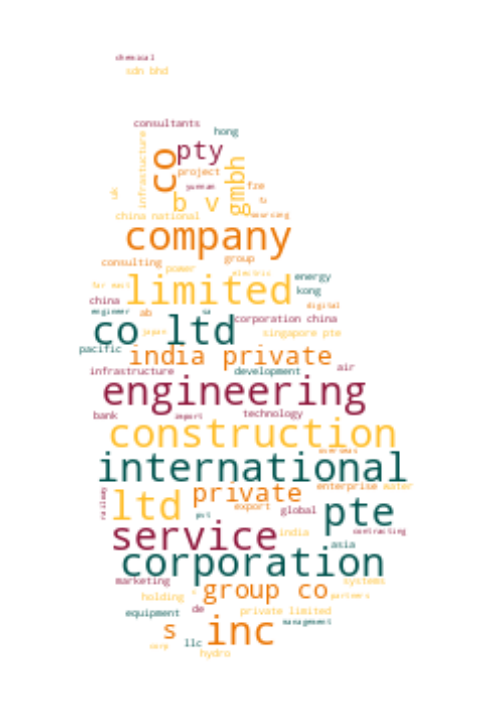 chemical
sdn bhd
consultants
hong
infrastructure
co
pty
gmbh
project
yunnan
fze
uk
b v
fz
china national
sourcing
company
consulting
group
power
electric
energy
far east
limited
kong
china
digital
engineer
ab
sa
corporation china
co ltd
japan
singapore pte
pacific
india private
infrastructure
development
air
engineering
bank
import
technology
construction
overseas
international
railway
ltd
private
enterprise
water
export
pvt
global
pte
service
india
contracting
asia
corporation
marketing
systems
holding
c
group co
partners
equipment
de
private limited
s
inc
management
corp
llc
hydro